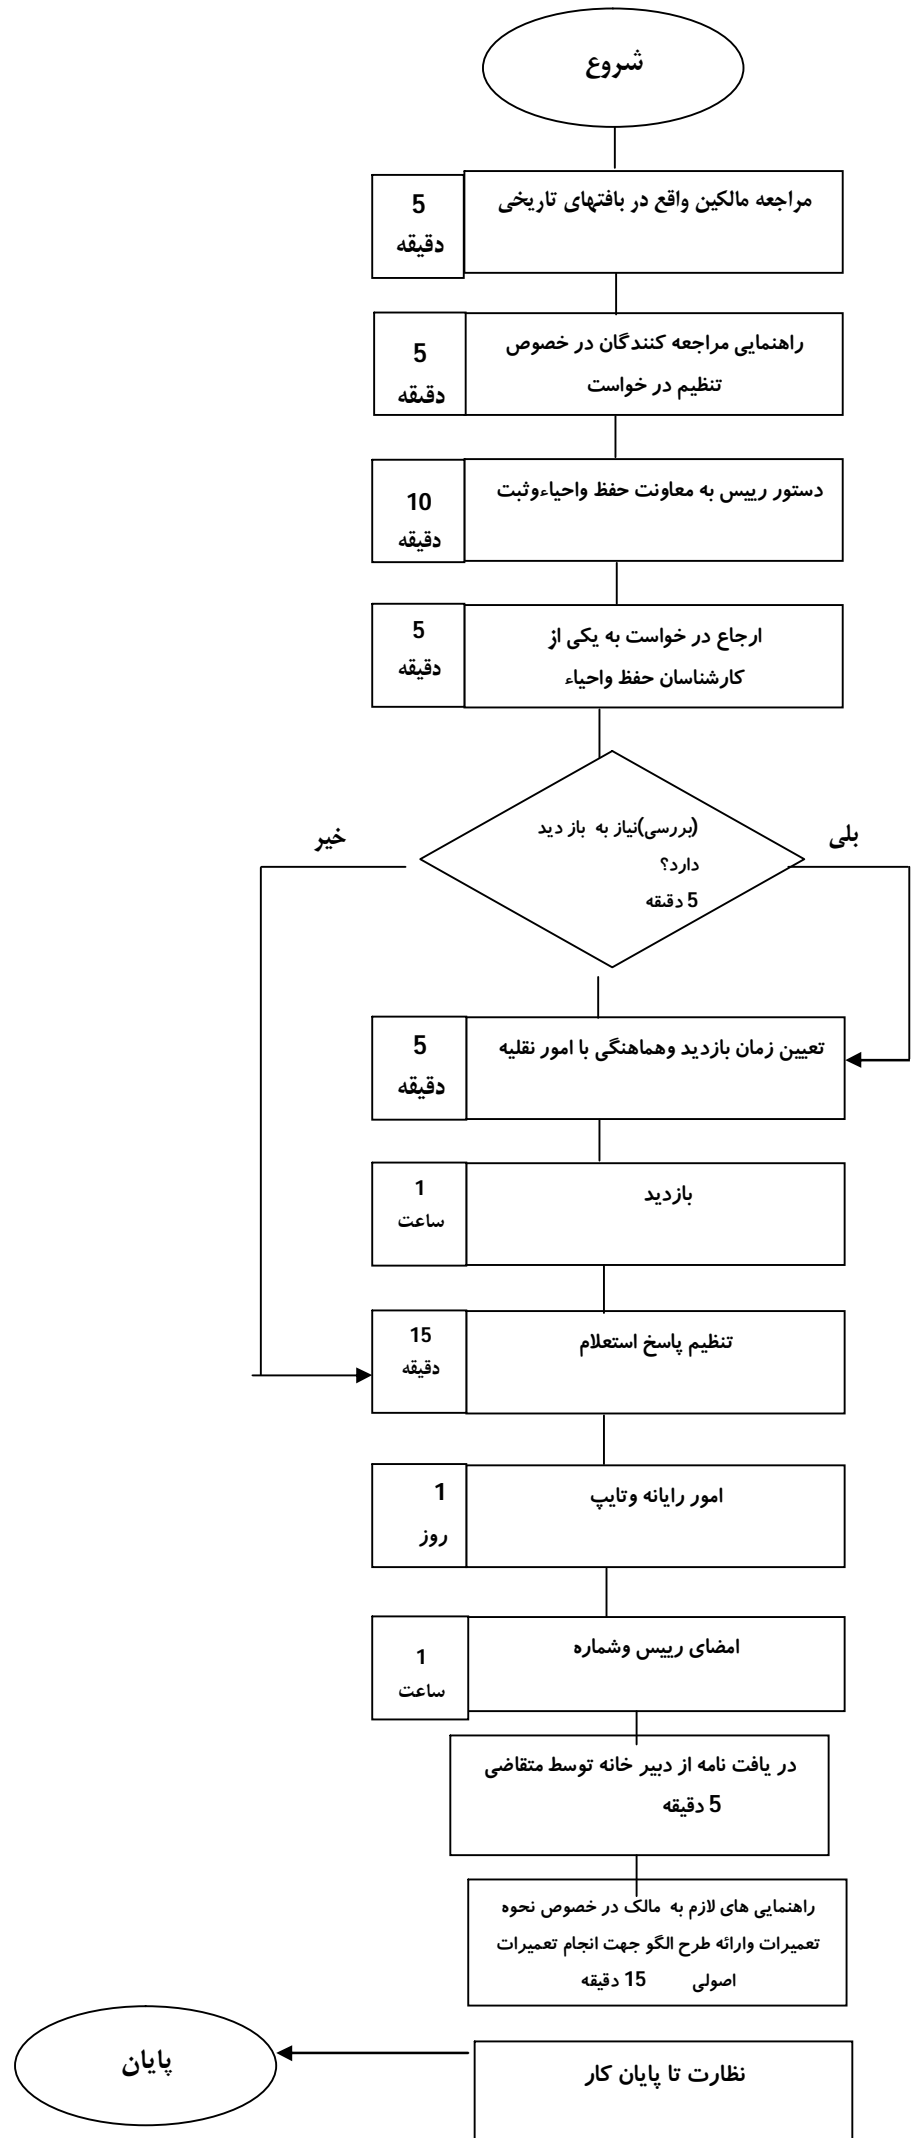 شروع
مراجعه مالکین واقع در بافتهای تاریخی
5
دقیقه
راهنمایی مراجعه کنندگان در خصوص
تنظیم در خواست
5
دقیقه
دستور رییس به معاونت حفظ واحیاءوثبت
10
دقیقه
ارجاع در خواست به یکی از
کارشناسان حفظ واحیاء
5
دقیقه
بلی
خیر
(بررسی)نیاز به باز دید
دارد؟
5 دقیقه
تعیین زمان بازدید وهماهنگی با امور نقلیه
5
دقیقه
بازدید
1
ساعت
تنظیم پاسخ استعلام
15
دقیقه
امور رایانه وتایپ
1
روز
امضای رییس وشماره
1
ساعت
در یافت نامه از دبیر خانه توسط متقاضی
5 دقیقه
راهنمایی های لازم به مالک در خصوص نحوه
تعمیرات وارائه طرح الگو جهت انجام تعمیرات
اصولی 15 دقیقه
نظارت تا پایان کار
پایان